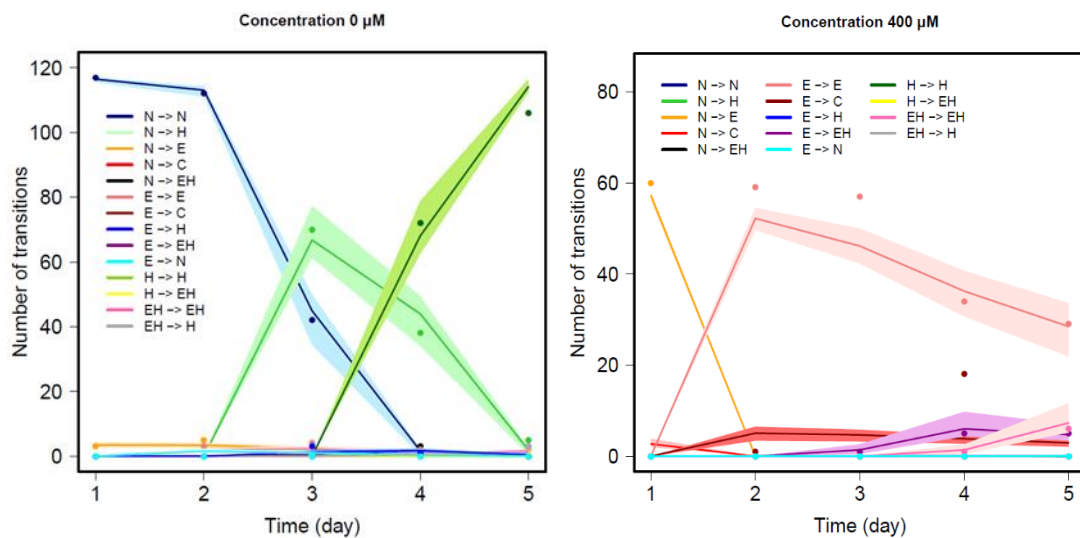 Concentration 0 µM
Number of transitions
120
100
80
60
40
20
0
N −> N
N −> H
N −> E
N −> C
N −> EH
E −> E
E −> C
E −> H
E −> EH
E −> N
H −> H
H −> EH
EH −> EH
EH −> H
1 2 3 4 5
Time (day)
Concentration 400 µM
Number of transitions
80
60
40
20
0
N −> N E −> E H −> H
N −> H E −> C H −> EH
N −> E E −> H EH −> EH
N −> C E −> EH EH −> H
N −> EH E −> N
1 2 3 4 5
Time (day)